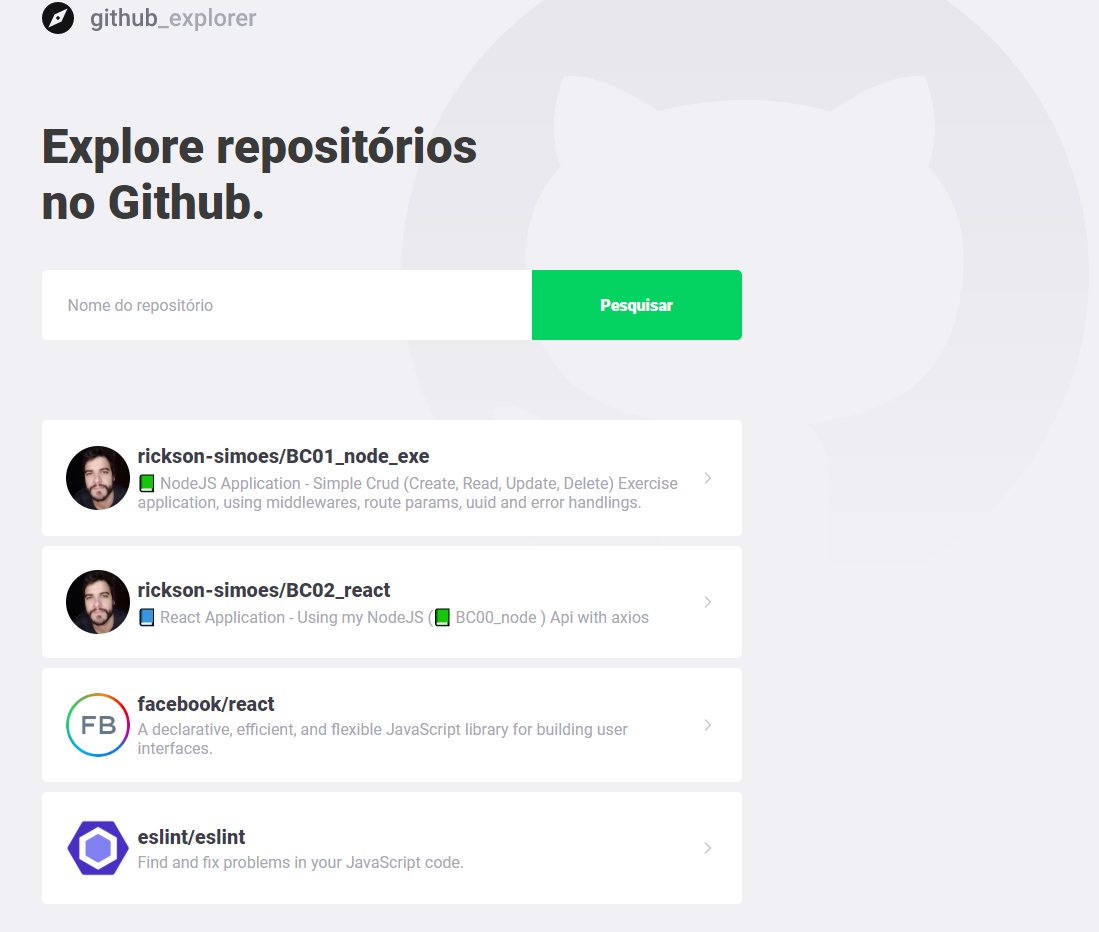 github_explorer
Explore repositórios
no Github.
Nome do repositório
Pesquisar
rickson-simoes/BC01_node_exe
📗 NodeJS Application - Simple Crud (Create, Read, Update, Delete) Exercise
application, using middlewares, route params, uuid and error handlings.
rickson-simoes/BC02_react
📘 React Application - Using my NodeJS (📗 BC00_node ) Api with axios
facebook/react
FB
A declarative, efficient, and flexible JavaScript library for building user
interfaces.
eslint/eslint
Find and fix problems in your JavaScript code.